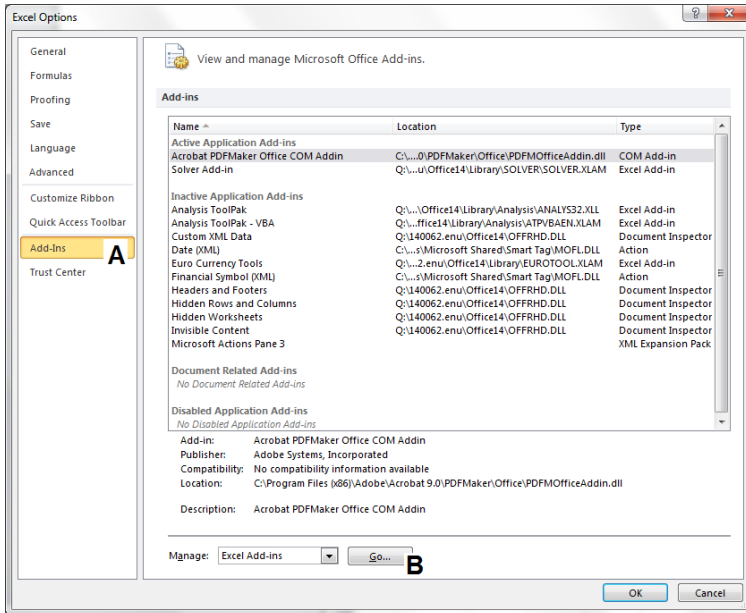 Excel Options
General
Formulas
Proofing
Save
Language
Advanced
Customize Ribbon
Quick Access Toolbar
Add-Ins
A
Trust Center
View and manage Microsoft Office Add-ins.
Add-ins
Name Location Type
Active Application Add-ins
Acrobat PDFMaker Office COM Addin C:\...0\PDFMaker\Office\PDFMOfficeAddin.dll COM Add-in
Solver Add-in Q:\...u\Office14\Library\SOLVER\SOLVER.XLAM Excel Add-in
Inactive Application Add-ins
Analysis ToolPak Q:\...\Office14\Library\Analysis\ANALYS32.XLL Excel Add-in
Analysis ToolPak - VBA Q:\...ffice14\Library\Analysis\ATPVBAEN.XLAM Excel Add-in
Custom XML Data Q:\140062.enu\Office14\OFFRHD.DLL Document Inspector
Date (XML) C:\...s\Microsoft Shared\Smart Tag\MOFL.DLL Action
Euro Currency Tools Q:\...2.enu\Office14\Library\EUROTOOL.XLAM Excel Add-in
Financial Symbol (XML) C:\...s\Microsoft Shared\Smart Tag\MOFL.DLL Action
Headers and Footers Q:\140062.enu\Office14\OFFRHD.DLL Document Inspector
Hidden Rows and Columns Q:\140062.enu\Office14\OFFRHD.DLL Document Inspector
Hidden Worksheets Q:\140062.enu\Office14\OFFRHD.DLL Document Inspector
Invisible Content Q:\140062.enu\Office14\OFFRHD.DLL Document Inspector
Microsoft Actions Pane 3 XML Expansion Pack
Document Related Add-ins
No Document Related Add-ins
Disabled Application Add-ins
No Disabled Application Add-ins
Add-in: Acrobat PDFMaker Office COM Addin
Publisher: Adobe Systems, Incorporated
Compatibility: No compatibility information available
Location: C:\Program Files (x86)\Adobe\Acrobat 9.0\PDFMaker\Office\PDFMOfficeAddin.dll
Description: Acrobat PDFMaker Office COM Addin
Manage: Excel Add-ins Go...
B
OK Cancel